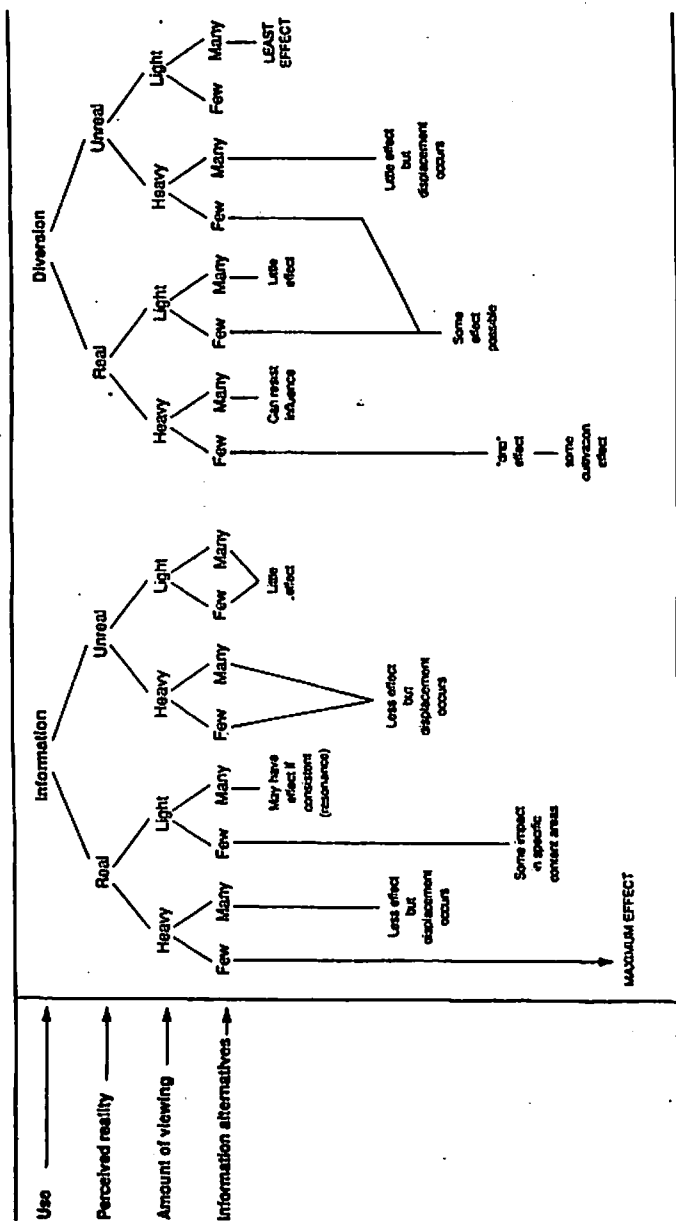 Use
Information
Diversion
Perceived reality
Real
Unreal
Real
Unreal
Amount of viewing
Heavy
Light
Heavy
Light
Heavy
Light
Heavy
Light
Information alternatives
Few
Many
Few
Many
Few
Many
Few
Many
Few
Many
Few
Many
Few
Many
Few
Many
May have
effect if
consistent
(resonance)
Little
effect
Can resist
influence
Little
effect
LEAST
EFFECT
Less effect
but
displacement
occurs
Less effect
but
displacement
occurs
Little effect
but
displacement
occurs
Some
effect
possible
Some impact
in specific
content areas
"drip"
effect
some
cultivation
effect
MAXIMUM EFFECT